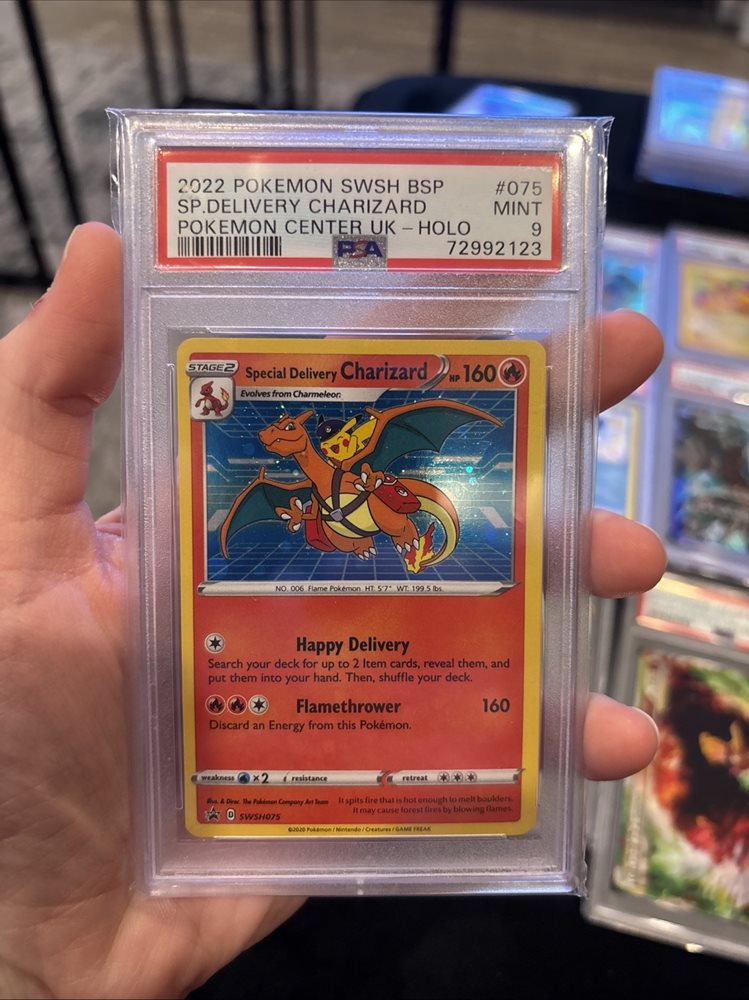 2022 POKEMON SWSH BSP #075
SP.DELIVERY CHARIZARD MINT
POKEMON CENTER UK – HOLO 9
PSA 72992123
STAGE 2 Special Delivery Charizard HP 160
Evolves from Charmeleon.
NO. 006 Flame Pokémon HT: 5'7" WT: 199.5 lbs.
Happy Delivery
Search your deck for up to 2 Item cards, reveal them, and
put them into your hand. Then, shuffle your deck.
Flamethrower 160
Discard an Energy from this Pokémon.
weakness ×2 resistance retreat
Illus. & Direc. The Pokémon Company Art Team
It spits fire that is hot enough to melt boulders.
It may cause forest fires by blowing flames.
D SWSH075
©2020 Pokémon / Nintendo / Creatures / GAME FREAK